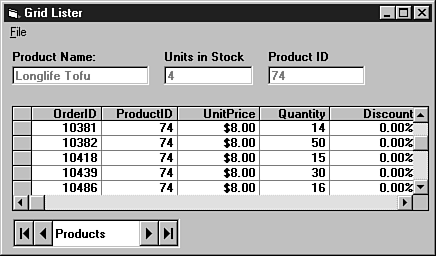 Grid Lister
File
Product Name: Units in Stock Product ID
Longlife Tofu 4 74
OrderID ProductID UnitPrice Quantity Discount
10381 74 $8.00 14 0.00%
10382 74 $8.00 50 0.00%
10418 74 $8.00 15 0.00%
10439 74 $8.00 30 0.00%
10486 74 $8.00 16 0.00%
Products